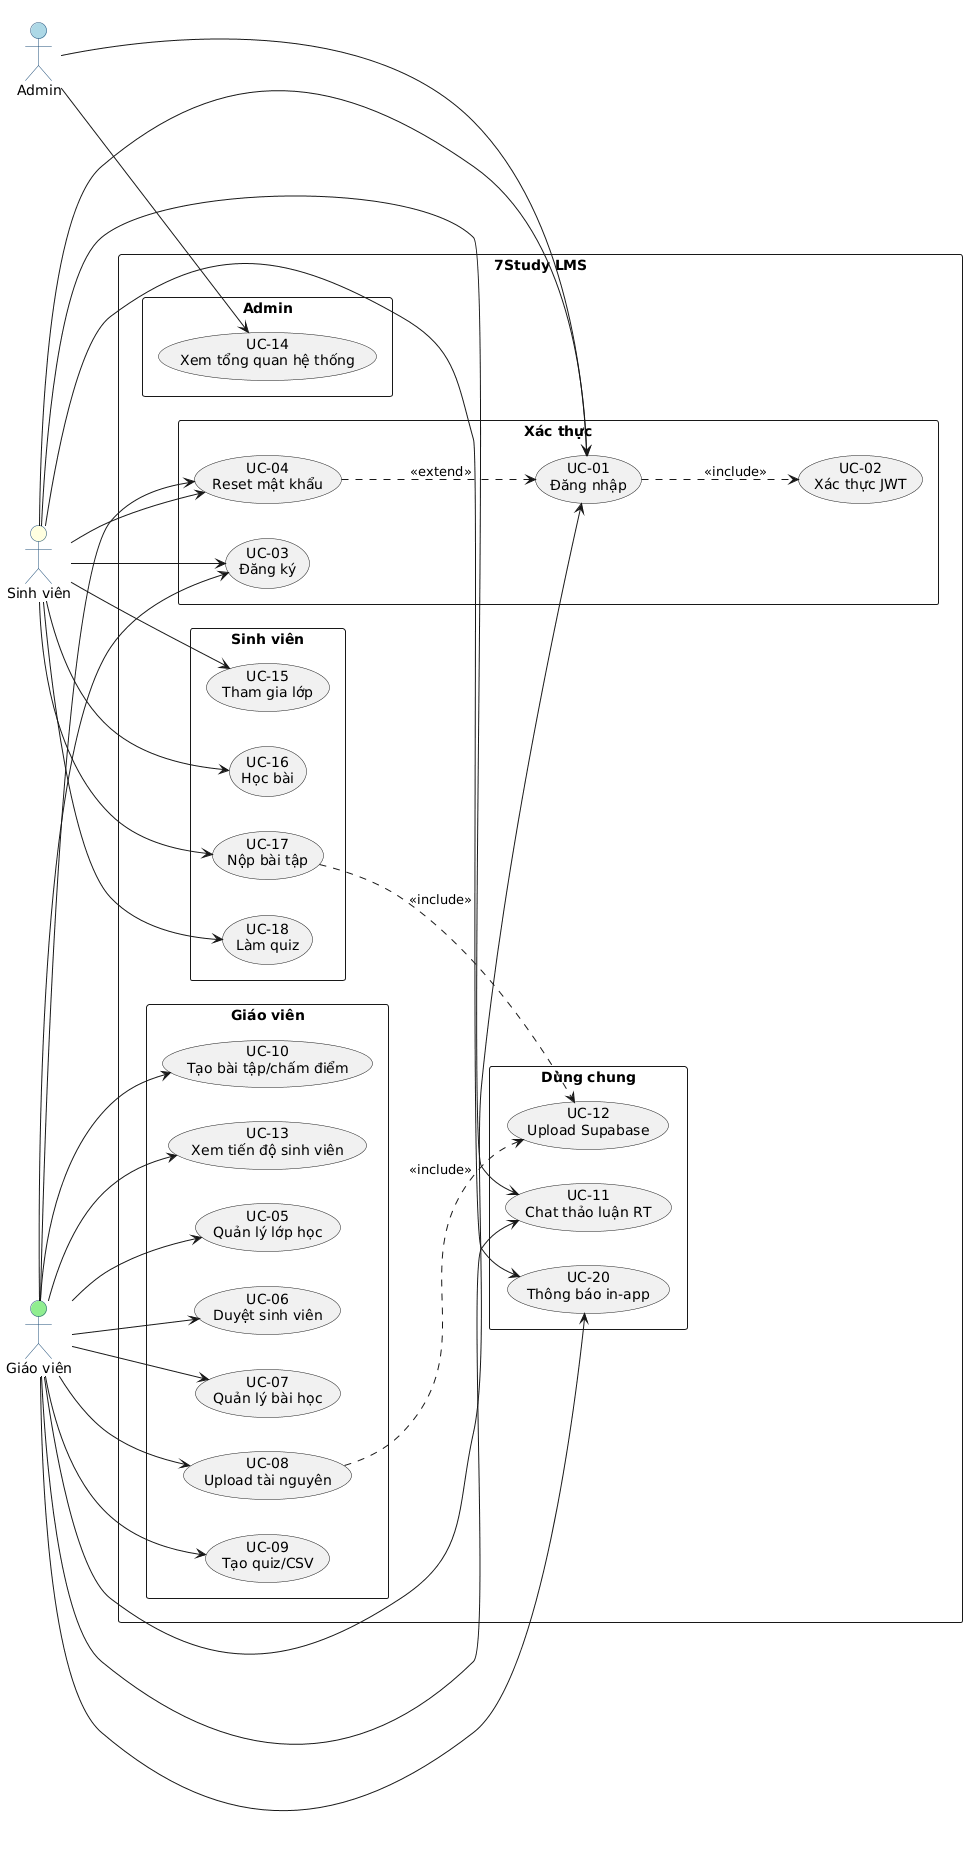 Admin
7Study LMS
Admin
UC-14
Xem tổng quan hệ thống
Xác thực
UC-04
Reset mật khẩu
«extend»
UC-01
Đăng nhập
«include»
UC-02
Xác thực JWT
UC-03
Đăng ký
Sinh viên
Sinh viên
UC-15
Tham gia lớp
UC-16
Học bài
UC-17
Nộp bài tập
«include»
UC-18
Làm quiz
Giáo viên
UC-10
Tạo bài tập/chấm điểm
UC-13
Xem tiến độ sinh viên
UC-05
Quản lý lớp học
UC-06
Duyệt sinh viên
UC-07
Quản lý bài học
UC-08
Upload tài nguyên
UC-09
Tạo quiz/CSV
Giáo viên
«include»
Dùng chung
UC-12
Upload Supabase
UC-11
Chat thảo luận RT
UC-20
Thông báo in-app